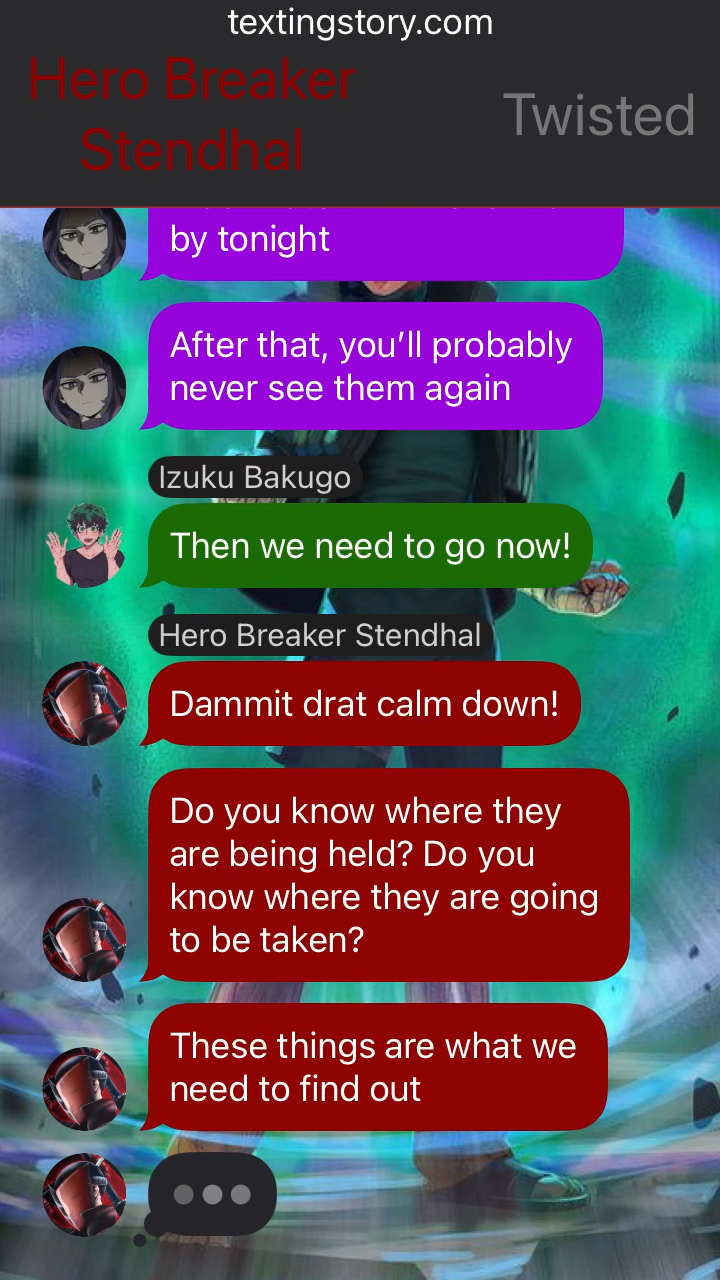 textingstory.com
Hero Breaker
Stendhal
Twisted
by tonight
After that, you’ll probably
never see them again
Izuku Bakugo
Then we need to go now!
Hero Breaker Stendhal
Dammit drat calm down!
Do you know where they
are being held? Do you
know where they are going
to be taken?
These things are what we
need to find out